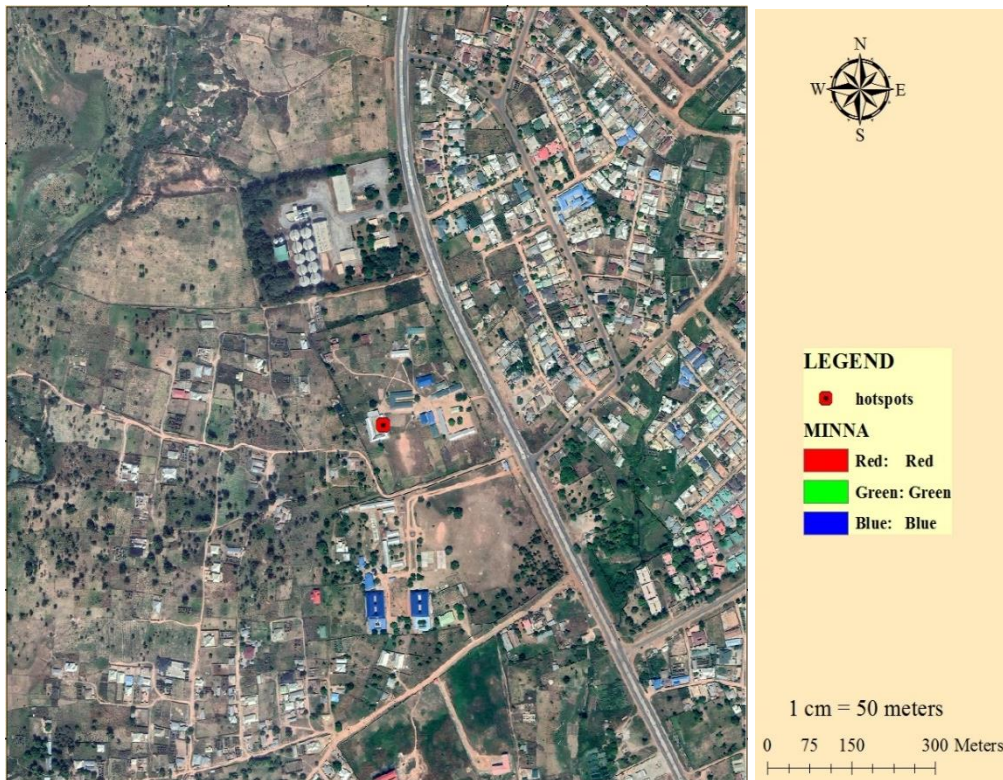 N
W E
S
LEGEND
hotspots
MINNA
Red: Red
Green: Green
Blue: Blue
1 cm = 50 meters
0 75 150 300 Meters